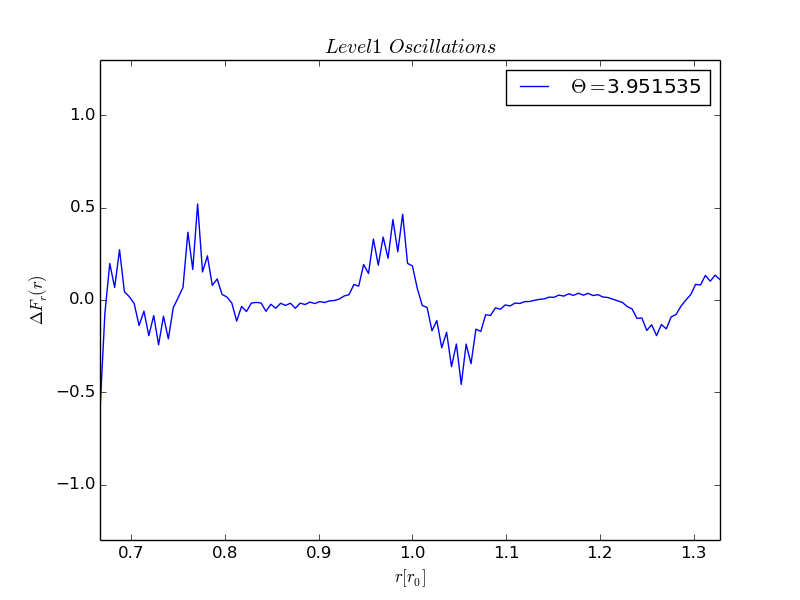 Level1 Oscillations
Θ = 3.951535
1.0
0.5
0.0
−0.5
−1.0
ΔF_r(r)
0.7 0.8 0.9 1.0 1.1 1.2 1.3
r[r_0]